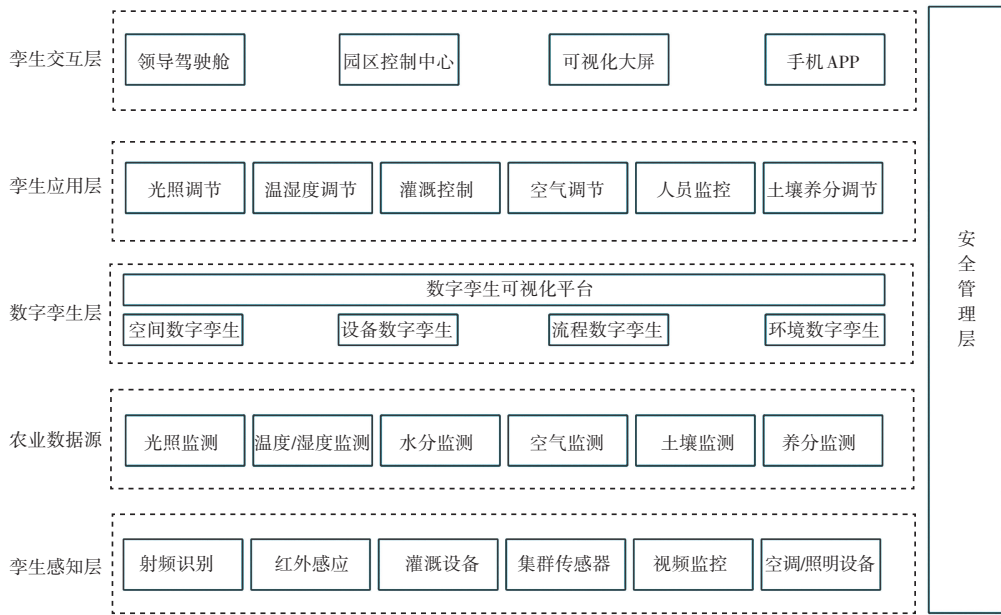 孪生交互层
领导驾驶舱
园区控制中心
可视化大屏
手机APP
孪生应用层
光照调节
温湿度调节
灌溉控制
空气调节
人员监控
土壤养分调节
数字孪生层
数字孪生可视化平台
空间数字孪生
设备数字孪生
流程数字孪生
环境数字孪生
农业数据源
光照监测
温度/湿度监测
水分监测
空气监测
土壤监测
养分监测
孪生感知层
射频识别
红外感应
灌溉设备
集群传感器
视频监控
空调/照明设备
安全管理层